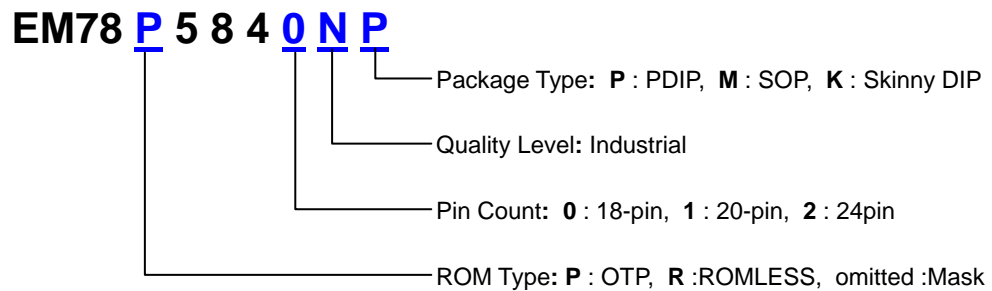 EM78 P 5 8 4 0 N P
Package Type: P : PDIP, M : SOP, K : Skinny DIP
Quality Level: Industrial
Pin Count: 0 : 18-pin, 1 : 20-pin, 2 : 24pin
ROM Type: P : OTP, R :ROMLESS, omitted :Mask